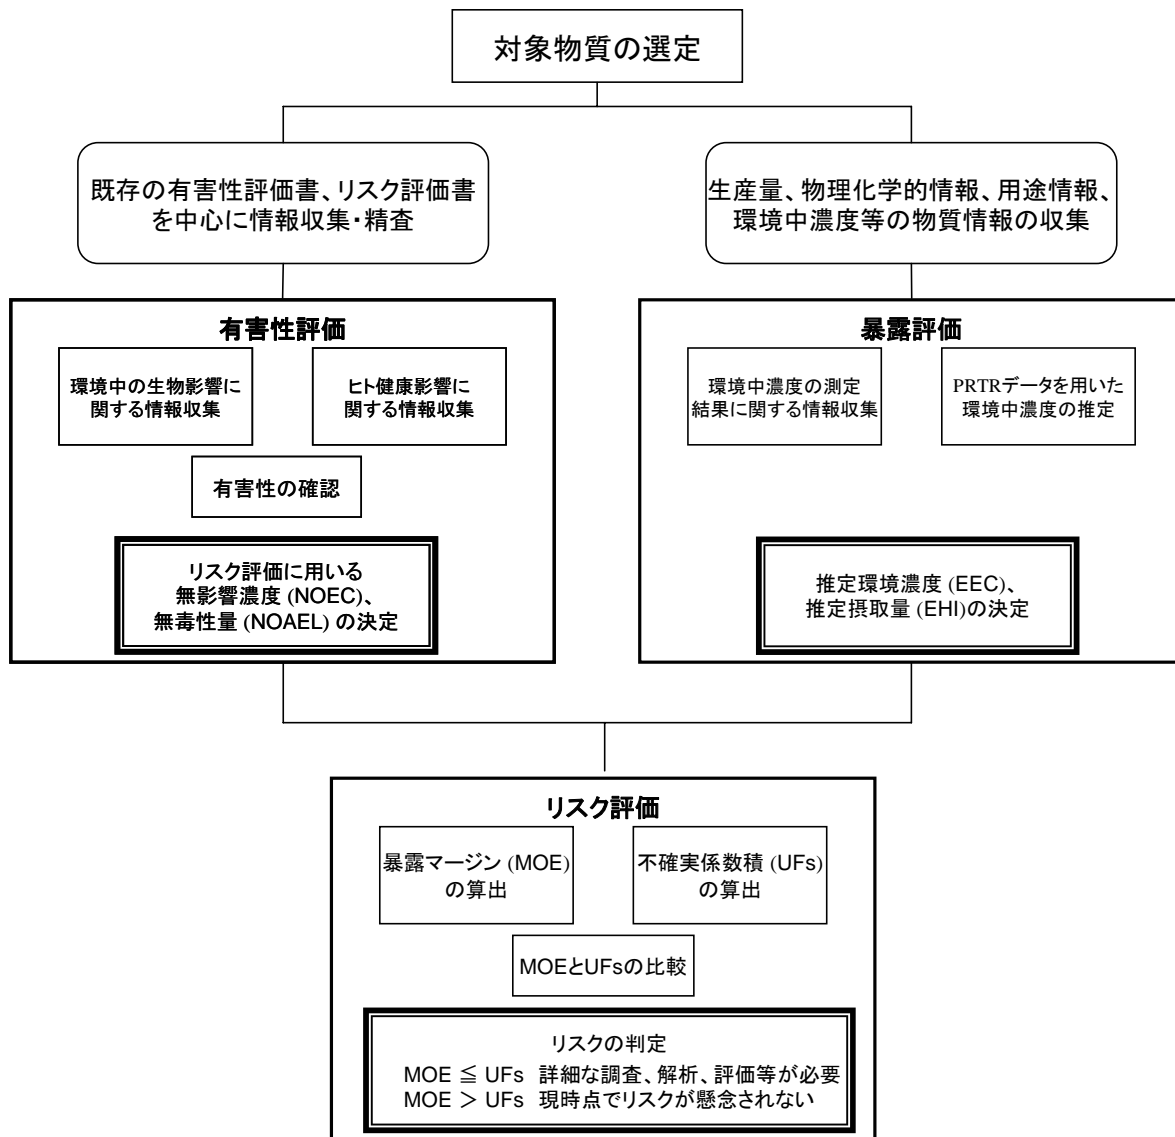 対象物質の選定
既存の有害性評価書、リスク評価書
を中心に情報収集・精査
生産量、物理化学的情報、用途情報、
環境中濃度等の物質情報の収集
有害性評価
環境中の生物影響に
関する情報収集
ヒト健康影響に
関する情報収集
有害性の確認
リスク評価に用いる
無影響濃度 (NOEC)、
無毒性量 (NOAEL) の決定
暴露評価
環境中濃度の測定
結果に関する情報収集
PRTRデータを用いた
環境中濃度の推定
推定環境濃度 (EEC)、
推定摂取量 (EHI)の決定
リスク評価
暴露マージン (MOE)
の算出
不確実係数積 (UFs)
の算出
MOEとUFsの比較
リスクの判定
MOE ≦ UFs 詳細な調査、解析、評価等が必要
MOE > UFs 現時点でリスクが懸念されない